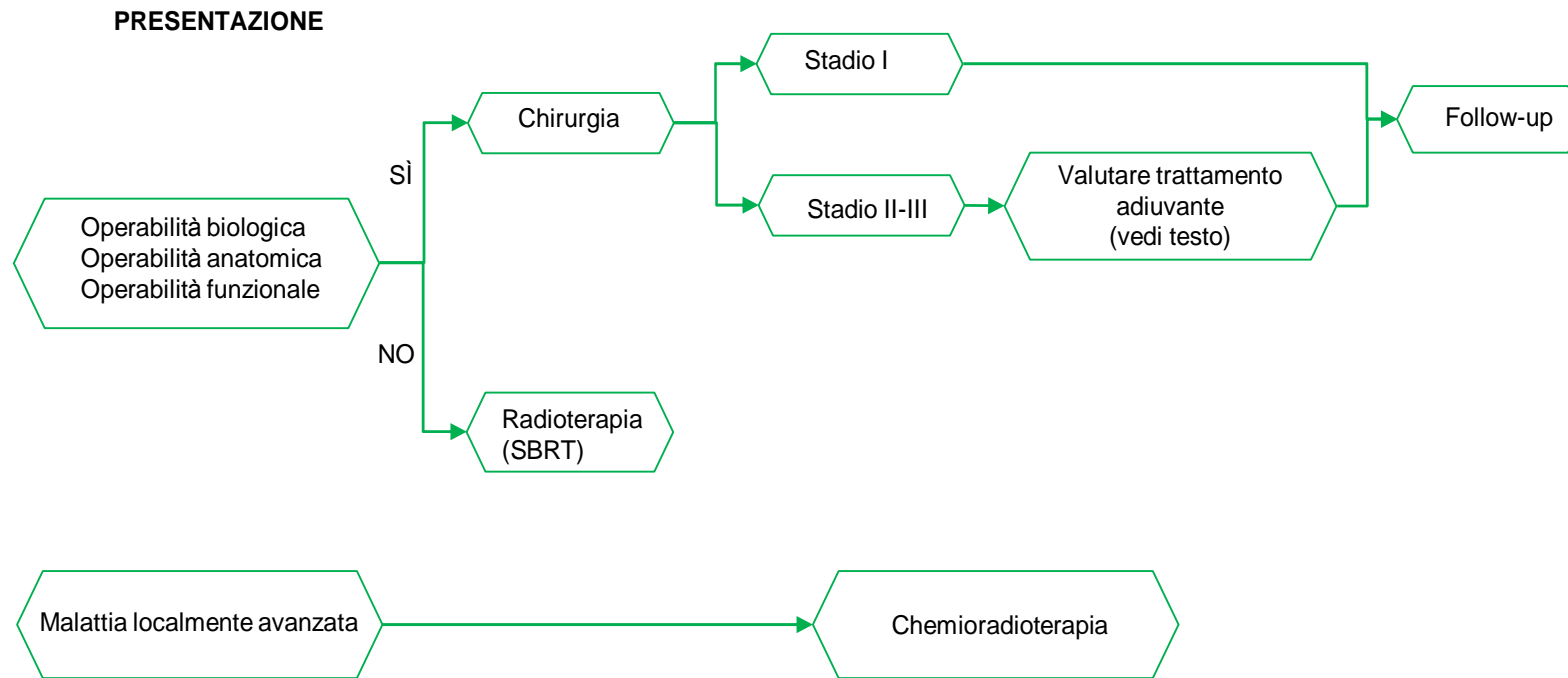 PRESENTAZIONE
Stadio I
Chirurgia
Follow-up
SÌ
Valutare trattamento
adiuvante
(vedi testo)
Stadio II-III
Operabilità biologica
Operabilità anatomica
Operabilità funzionale
NO
Radioterapia
(SBRT)
Malattia localmente avanzata
Chemioradioterapia